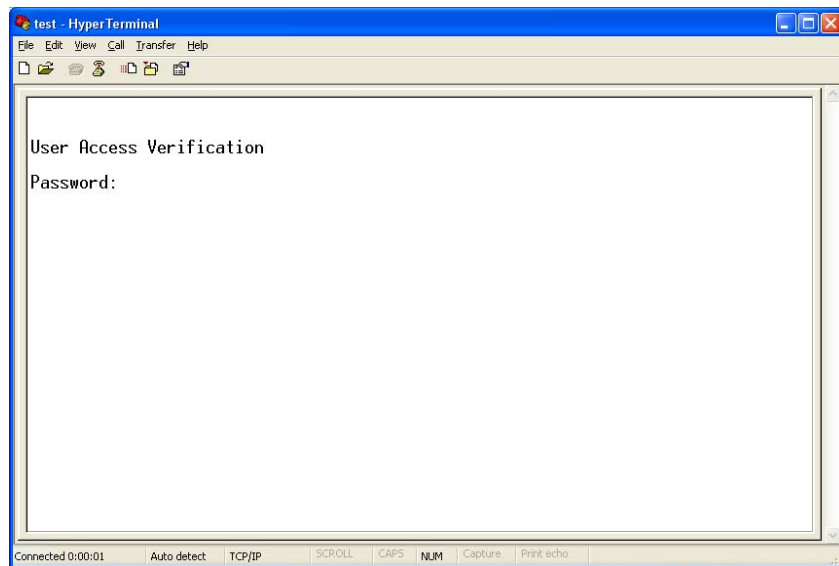 test - HyperTerminal
File Edit View Call Transfer Help
User Access Verification
Password:
Connected 0:00:01 Auto detect TCP/IP SCROLL CAPS NUM Capture Print echo